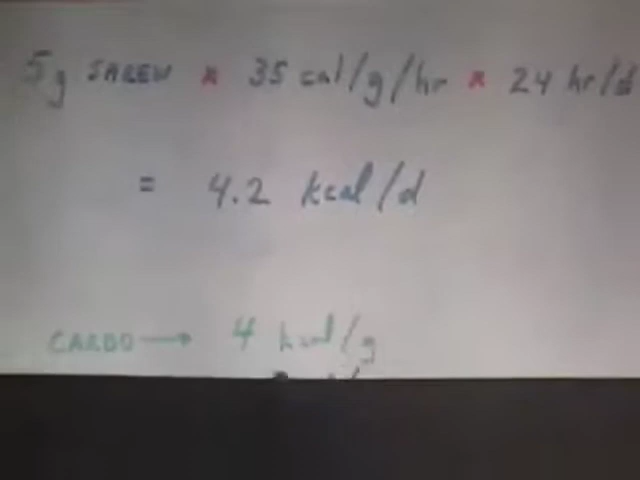 5g SHREW x 35 cal/g/hr x 24 hr/d
= 4.2 kcal/d
CARBO → 4 kcal/g